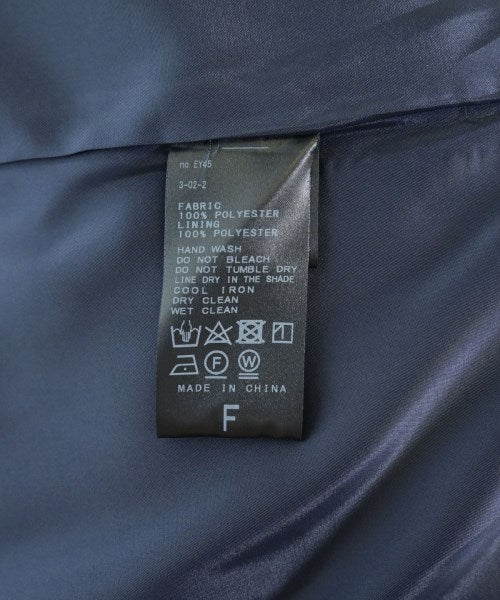 no. EY45
3-02-2
FABRIC
100% POLYESTER
LINING
100% POLYESTER
HAND WASH
DO NOT BLEACH
DO NOT TUMBLE DRY
LINE DRY IN THE SHADE
COOL IRON
DRY CLEAN
WET CLEAN
F W
MADE IN CHINA
F